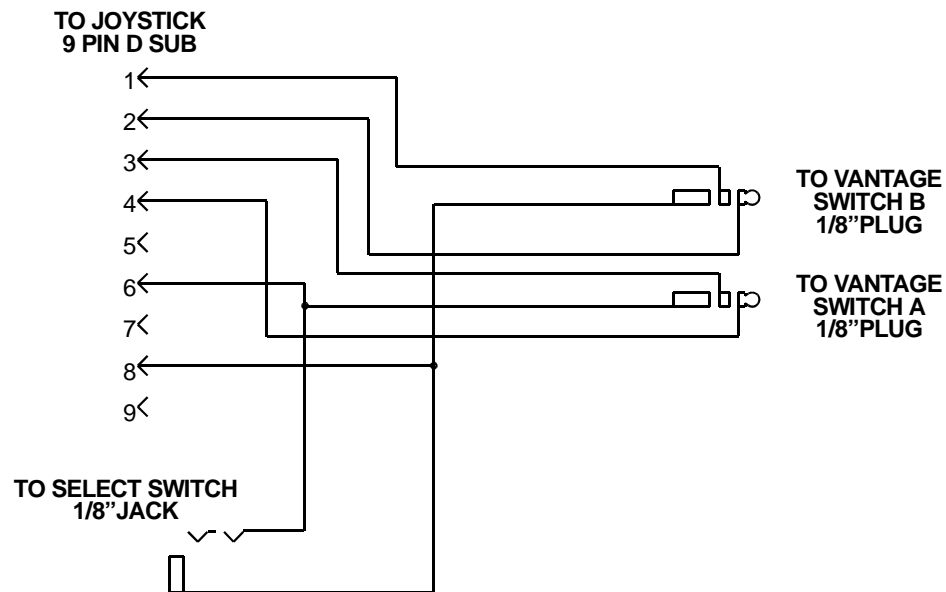 TO JOYSTICK
9 PIN D SUB
1
2
3
4
5
6
7
8
9
TO VANTAGE
SWITCH B
1/8”PLUG
TO VANTAGE
SWITCH A
1/8”PLUG
TO SELECT SWITCH
1/8”JACK